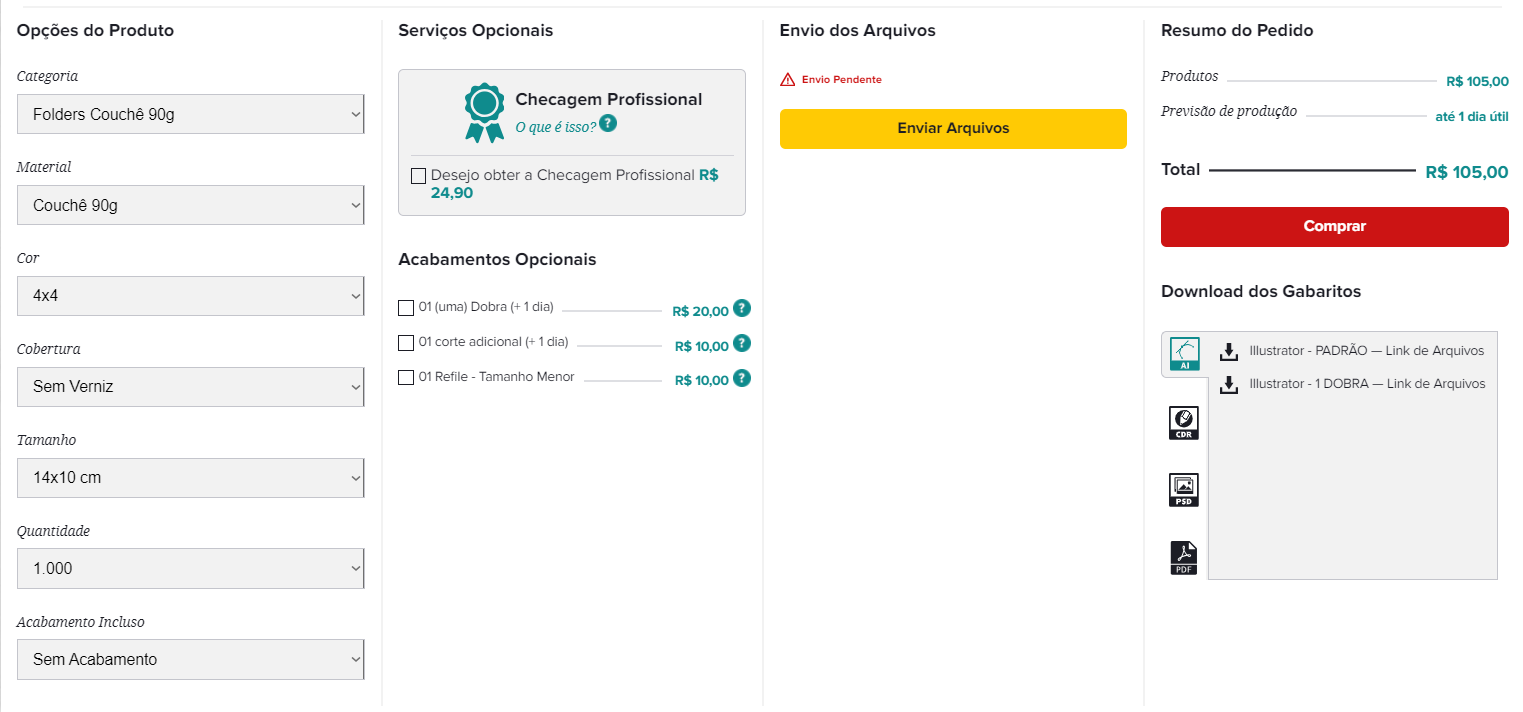 Opções do Produto
Categoria
Folders Couchê 90g
Material
Couchê 90g
Cor
4x4
Cobertura
Sem Verniz
Tamanho
14x10 cm
Quantidade
1.000
Acabamento Incluso
Sem Acabamento
Serviços Opcionais
Checagem Profissional
O que é isso? ?
Desejo obter a Checagem Profissional R$
24,90
Acabamentos Opcionais
01 (uma) Dobra (+ 1 dia) R$ 20,00 ?
01 corte adicional (+ 1 dia) R$ 10,00 ?
01 Refile - Tamanho Menor R$ 10,00 ?
Envio dos Arquivos
Envio Pendente
Enviar Arquivos
Resumo do Pedido
Produtos R$ 105,00
Previsão de produção até 1 dia útil
Total R$ 105,00
Comprar
Download dos Gabaritos
AI
Illustrator - PADRÃO — Link de Arquivos
Illustrator - 1 DOBRA — Link de Arquivos
CDR
PSD
PDF